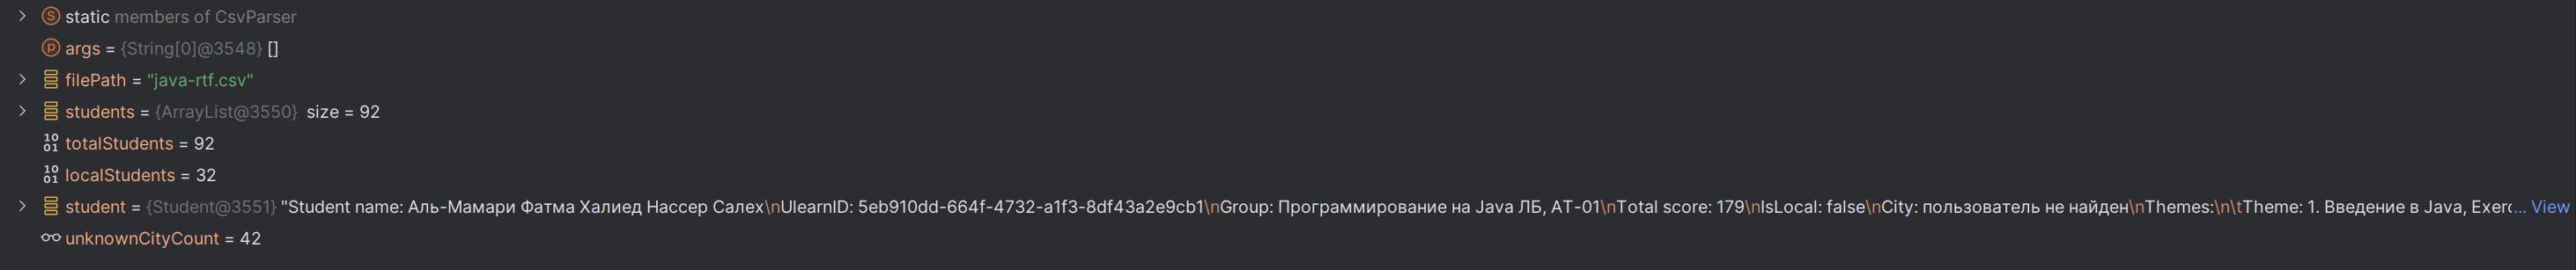 static members of CsvParser
args = {String[0]@3548} []
filePath = "java-rtf.csv"
students = {ArrayList@3550} size = 92
totalStudents = 92
localStudents = 32
student = {Student@3551} "Student name: Аль-Мамари Фатма Халиед Нассер Салех\nUlearnID: 5eb910dd-664f-4732-a1f3-8df43a2e9cb1\nGroup: Программирование на Java ЛБ, АТ-01\nTotal score: 179\nIsLocal: false\nCity: пользователь не найден\nThemes:\n\tTheme: 1. Введение в Java, Exerc... View
unknownCityCount = 42